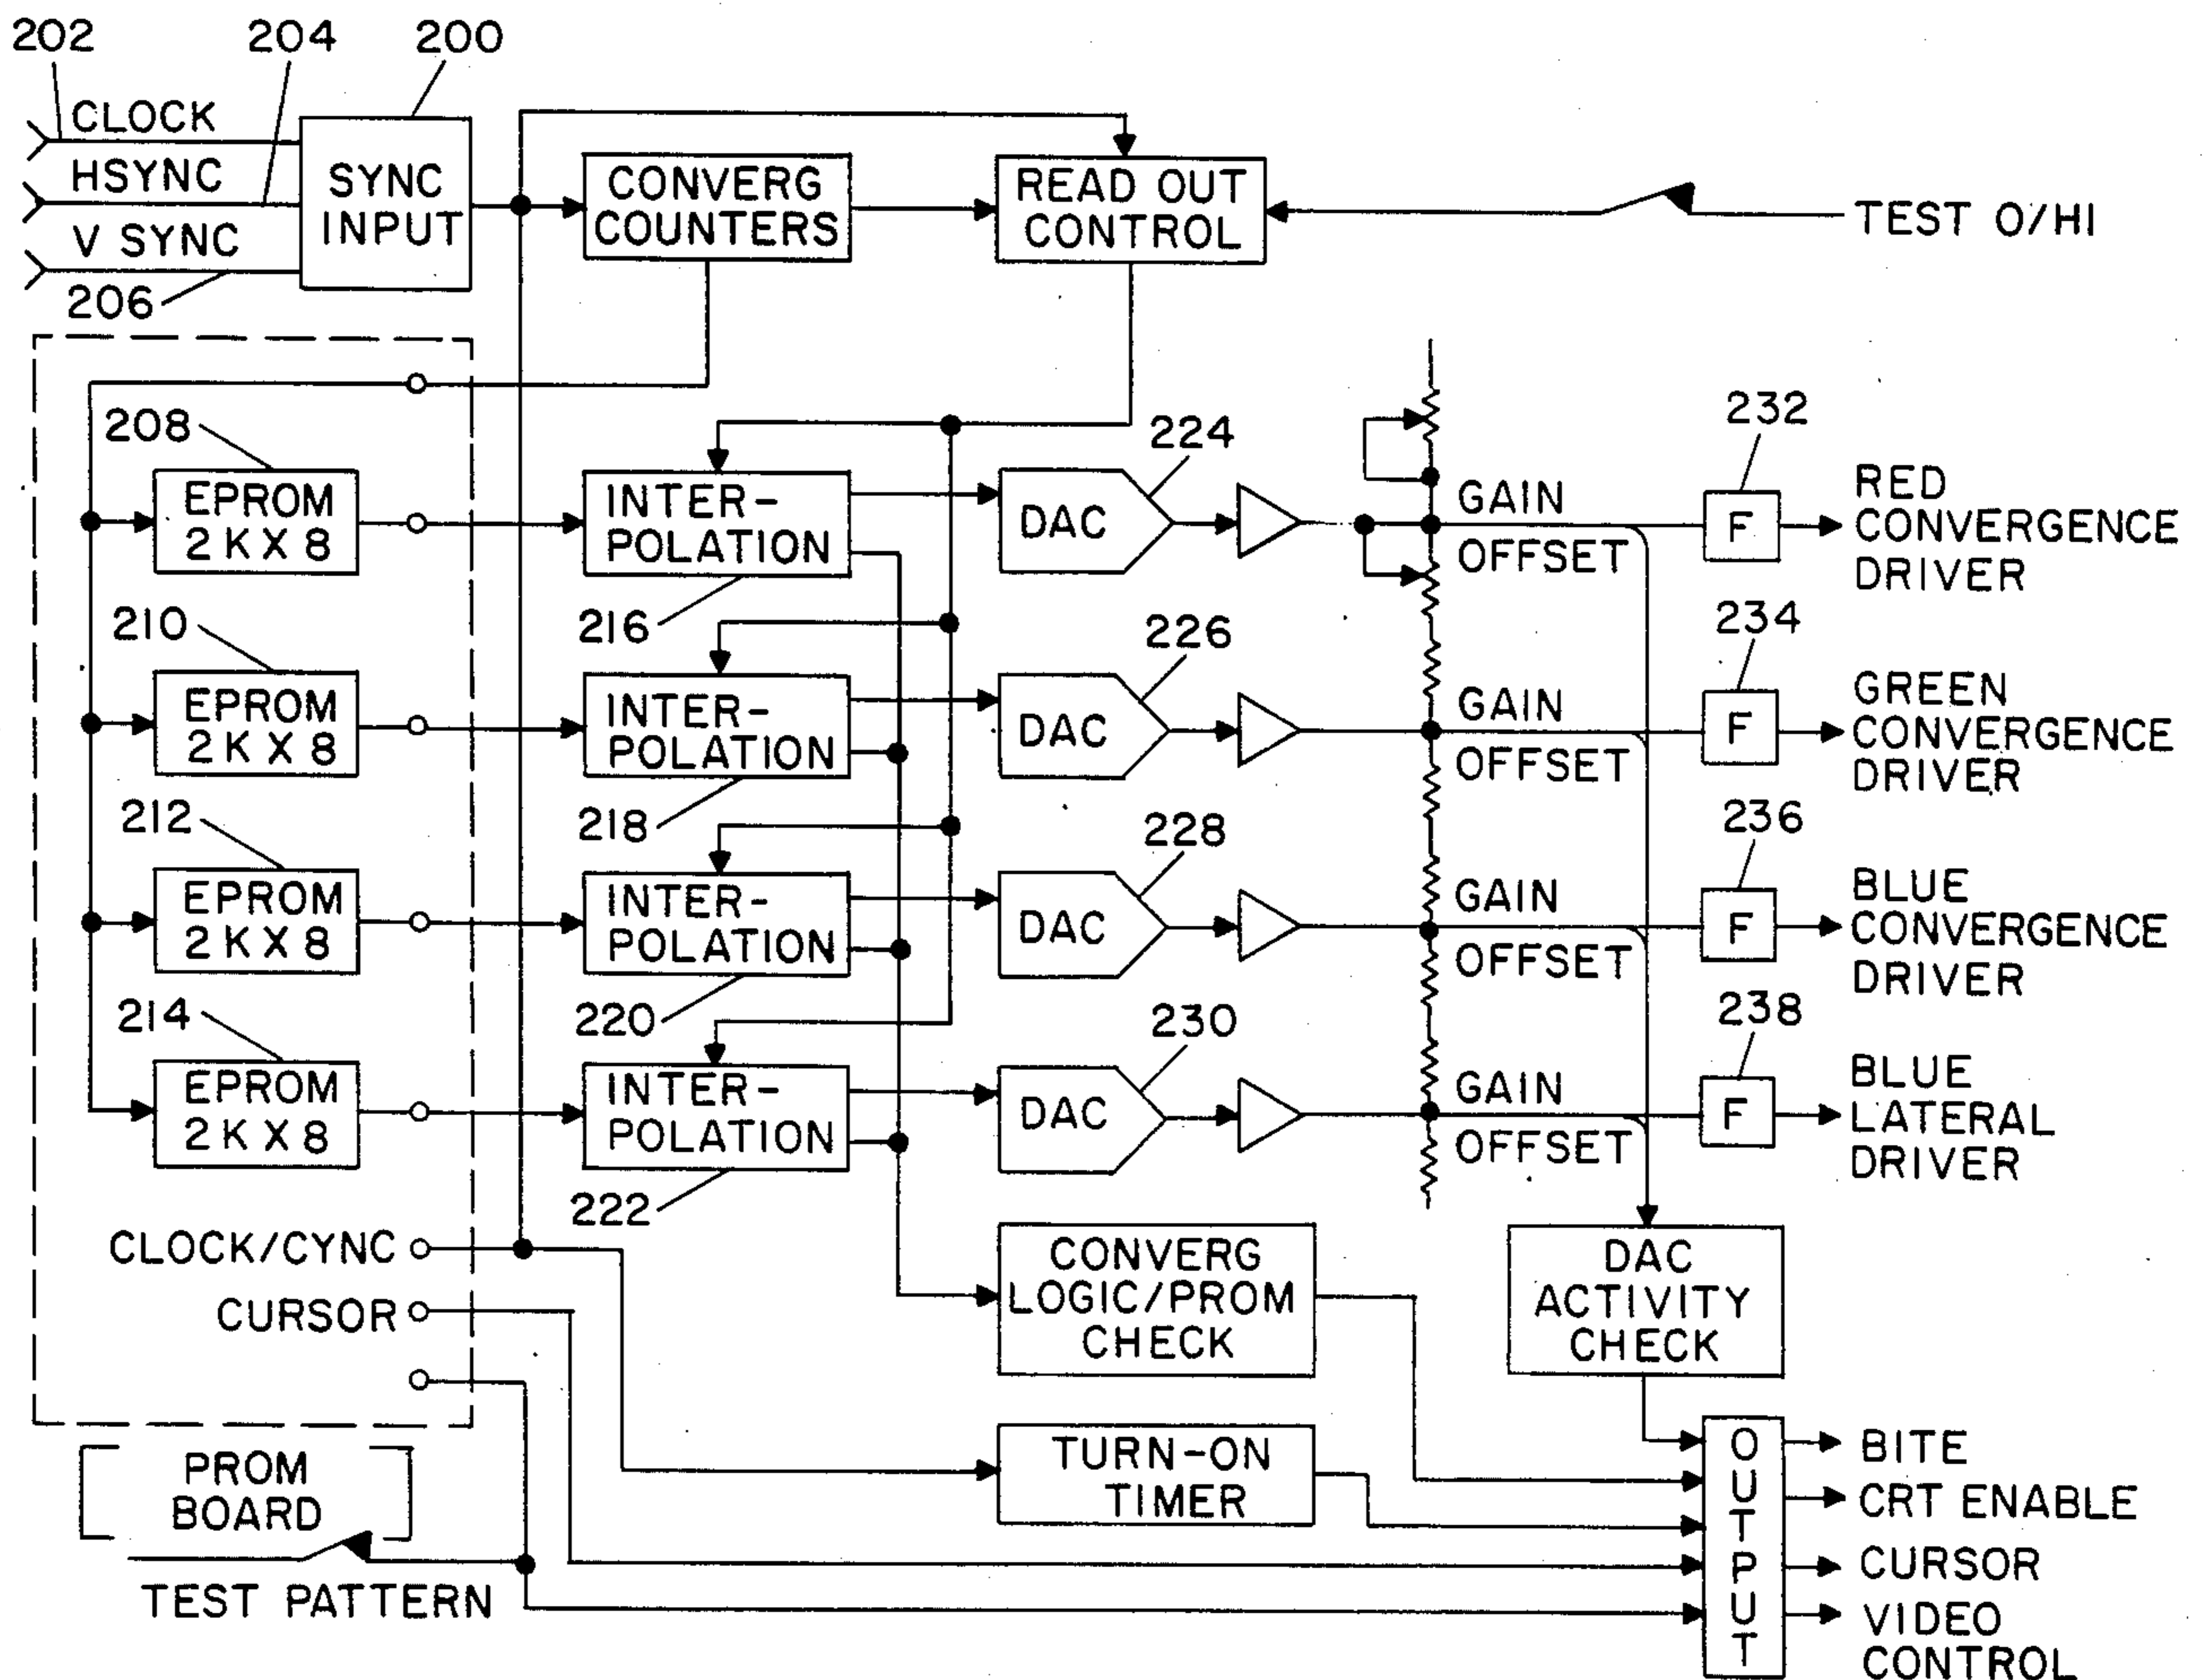 202
204
200
CLOCK
HSYNC
V SYNC
206
SYNC
INPUT
CONVERG
COUNTERS
READ OUT
CONTROL
TEST O/HI
208
EPROM
2K X 8
210
EPROM
2K X 8
212
EPROM
2K X 8
214
EPROM
2K X 8
INTER-
POLATION
216
INTER-
POLATION
218
INTER-
POLATION
220
INTER-
POLATION
222
224
DAC
226
DAC
228
DAC
230
DAC
GAIN
OFFSET
GAIN
OFFSET
GAIN
OFFSET
GAIN
OFFSET
232
F
RED
CONVERGENCE
DRIVER
234
F
GREEN
CONVERGENCE
DRIVER
236
F
BLUE
CONVERGENCE
DRIVER
238
F
BLUE
LATERAL
DRIVER
CLOCK/CYNC
CURSOR
PROM
BOARD
TEST PATTERN
CONVERG
LOGIC/PROM
CHECK
TURN-ON
TIMER
DAC
ACTIVITY
CHECK
OUTPUT
BITE
CRT ENABLE
CURSOR
VIDEO
CONTROL